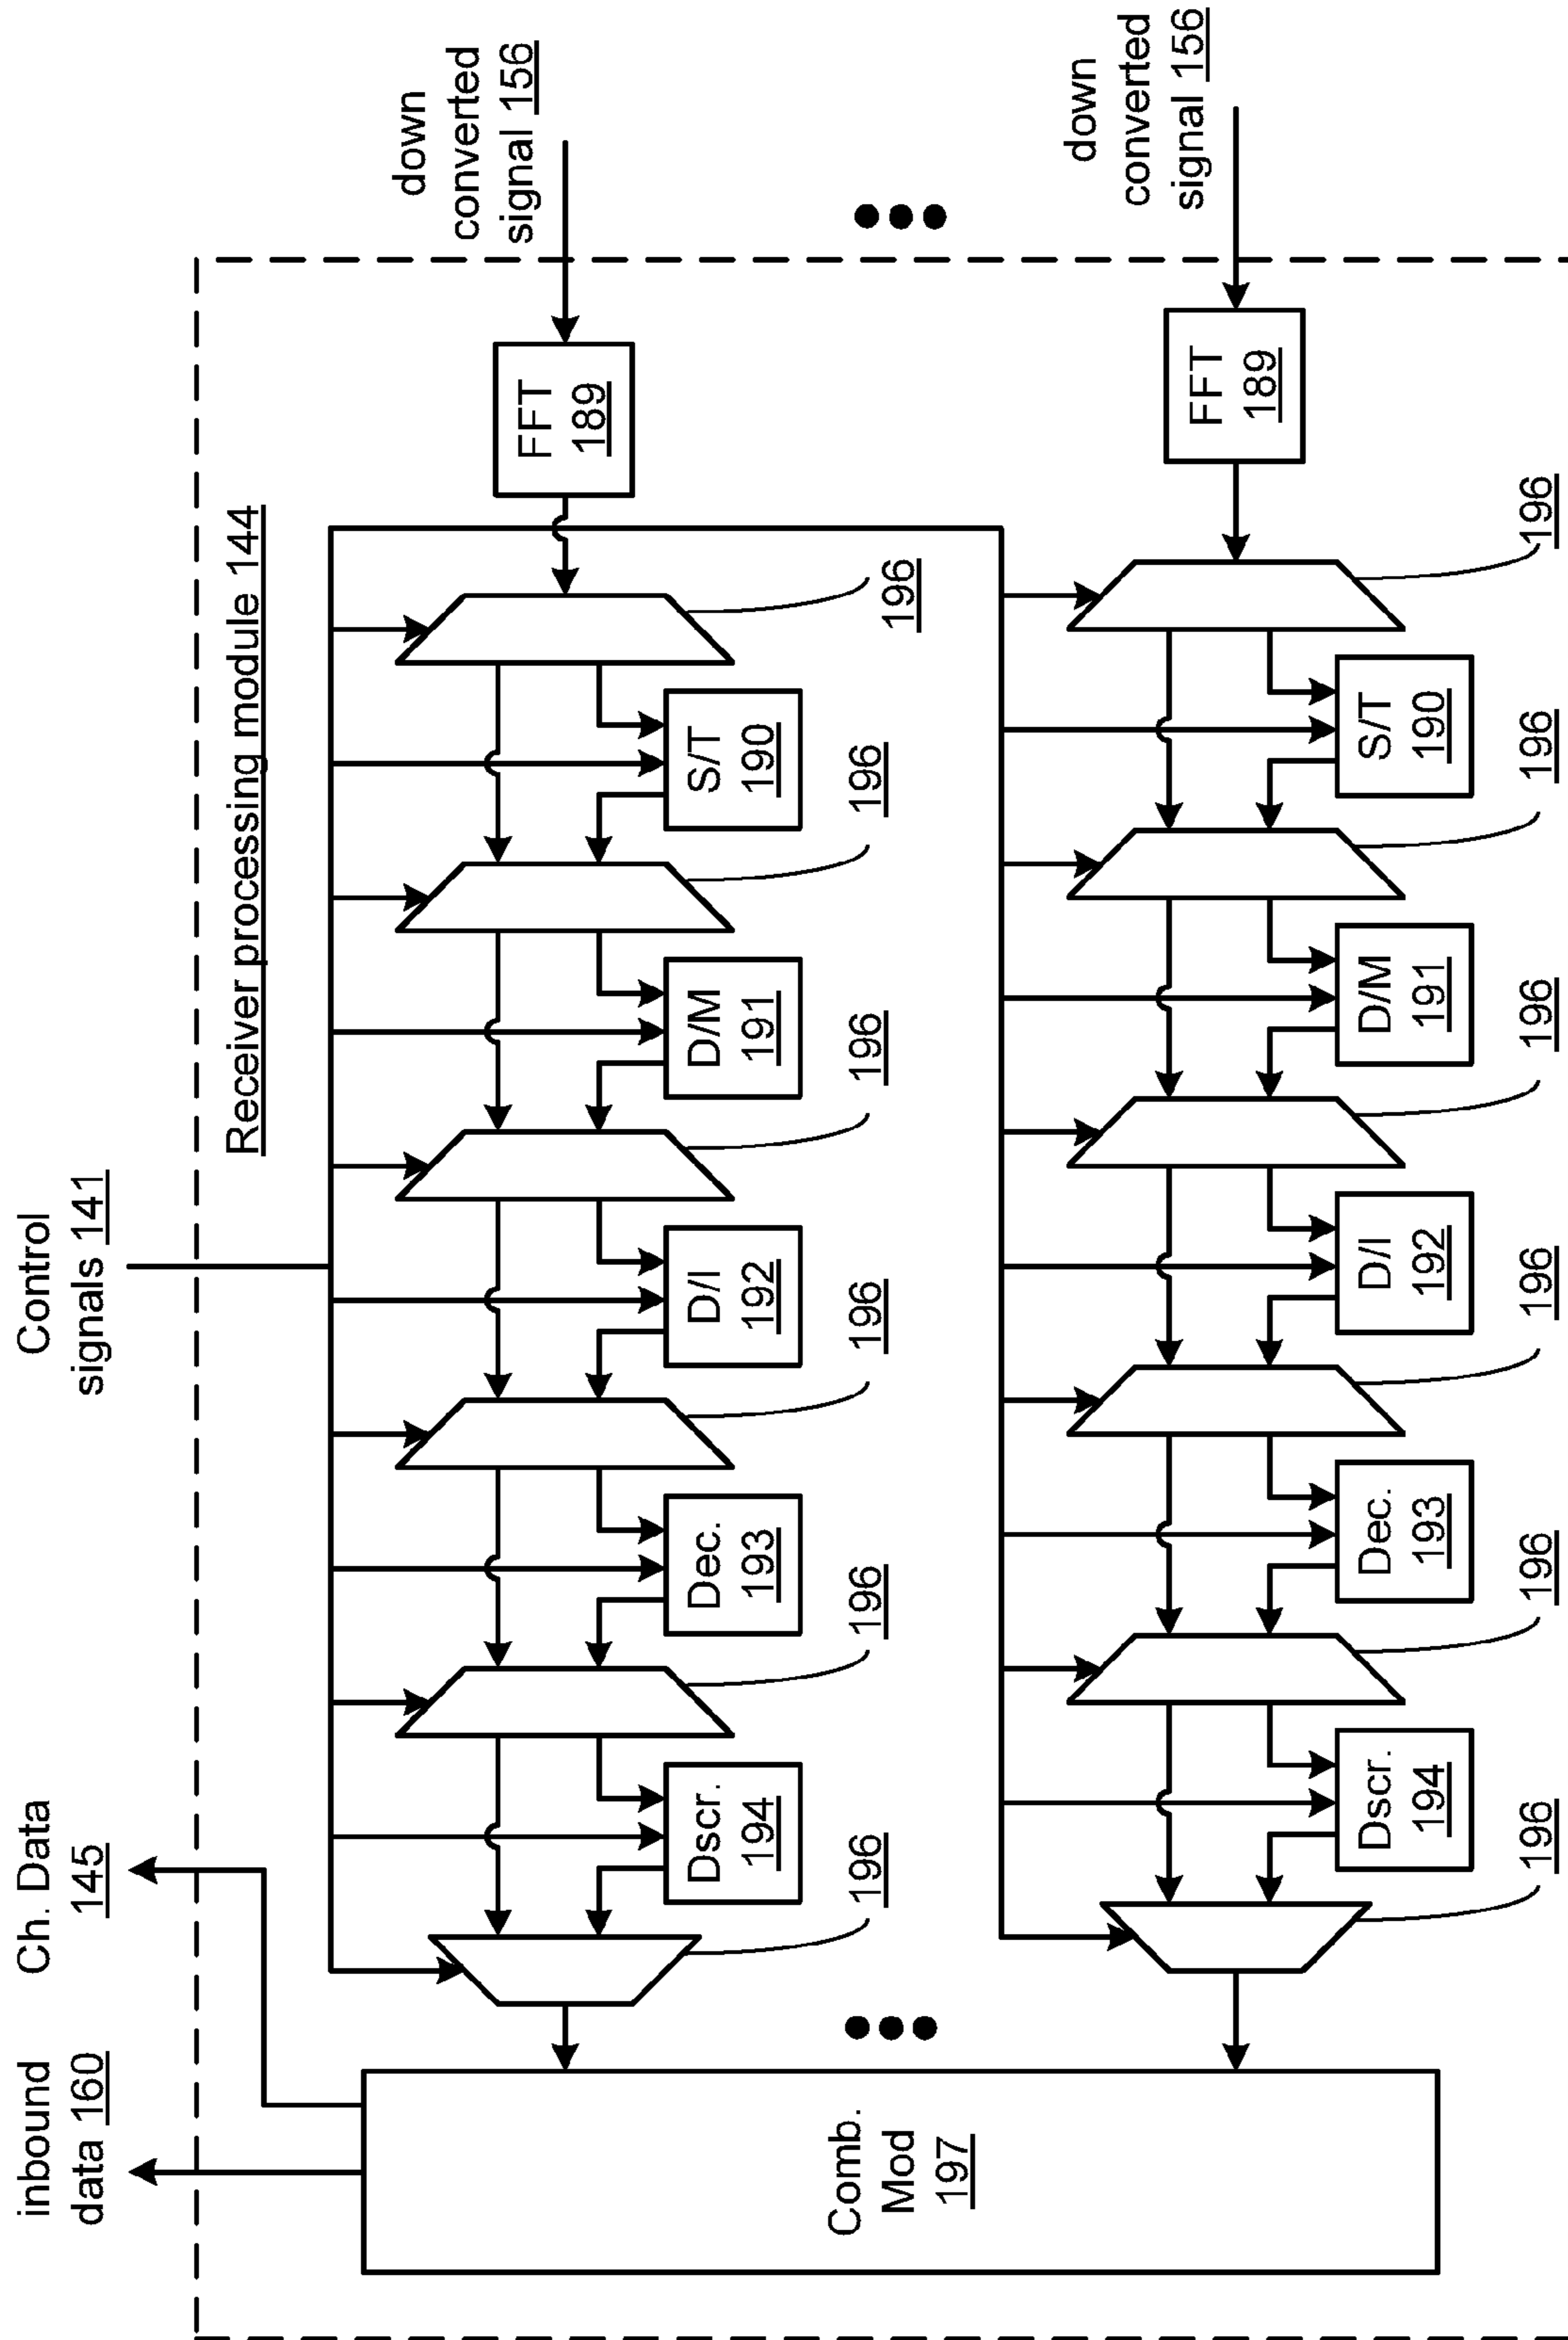 inbound
data 160
Ch. Data
145
Control
signals 141
Receiver processing module 144
down
converted
signal 156
FFT
189
196
S/T
190
196
D/M
191
196
D/I
192
196
Dec.
193
196
Dscr.
194
196
down
converted
signal 156
FFT
189
196
S/T
190
196
D/M
191
196
D/I
192
196
Dec.
193
196
Dscr.
194
196
Comb.
Mod
197